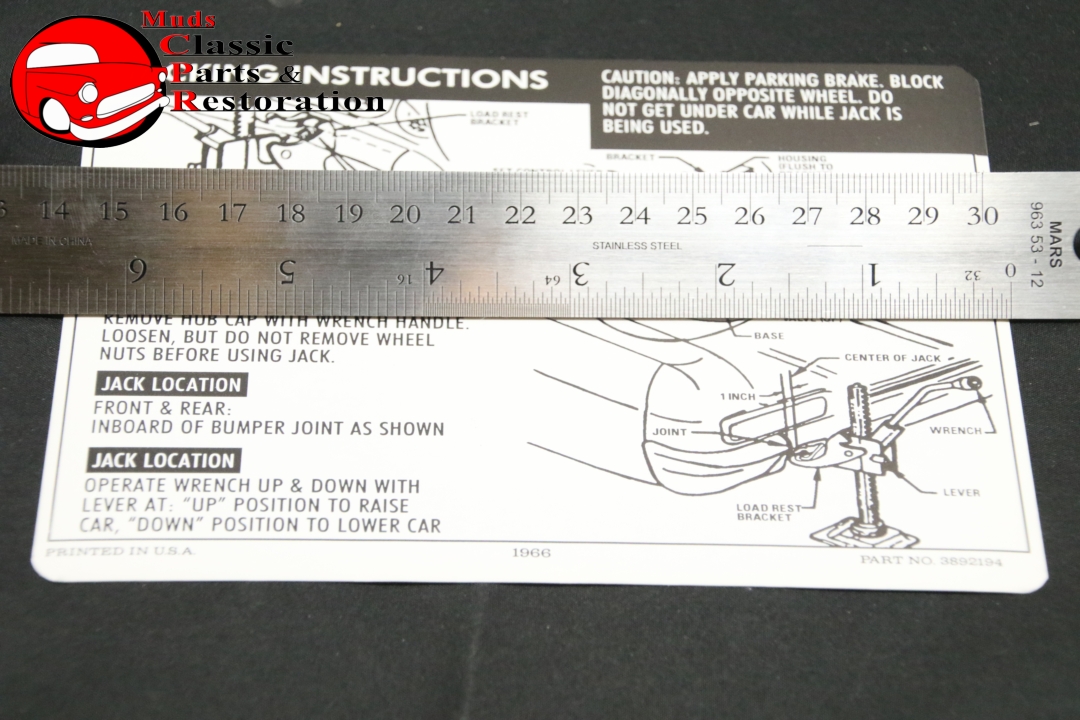 Muds
Classic
Parts &
Restoration
KING INSTRUCTIONS
CAUTION: APPLY PARKING BRAKE. BLOCK
DIAGONALLY OPPOSITE WHEEL. DO
NOT GET UNDER CAR WHILE JACK IS
BEING USED.
LOAD REST
BRACKET
BRACKET
HOUSING
(FLUSH TO
14 15 16 17 18 19 20 21 22 23 24 25 26 27 28 29 30
MADE IN CHINA
STAINLESS STEEL
6 5 16 4 64 3 2 1 32 0
MARS
963 53 - 12
REMOVE HUB CAP WITH WRENCH HANDLE.
LOOSEN, BUT DO NOT REMOVE WHEEL
NUTS BEFORE USING JACK.
JACK LOCATION
FRONT & REAR:
INBOARD OF BUMPER JOINT AS SHOWN
JACK LOCATION
OPERATE WRENCH UP & DOWN WITH
LEVER AT: "UP" POSITION TO RAISE
CAR, "DOWN" POSITION TO LOWER CAR
BASE
CENTER OF JACK
1 INCH
JOINT
WRENCH
LEVER
LOAD REST
BRACKET
PRINTED IN U.S.A.
1966
PART NO. 3892194